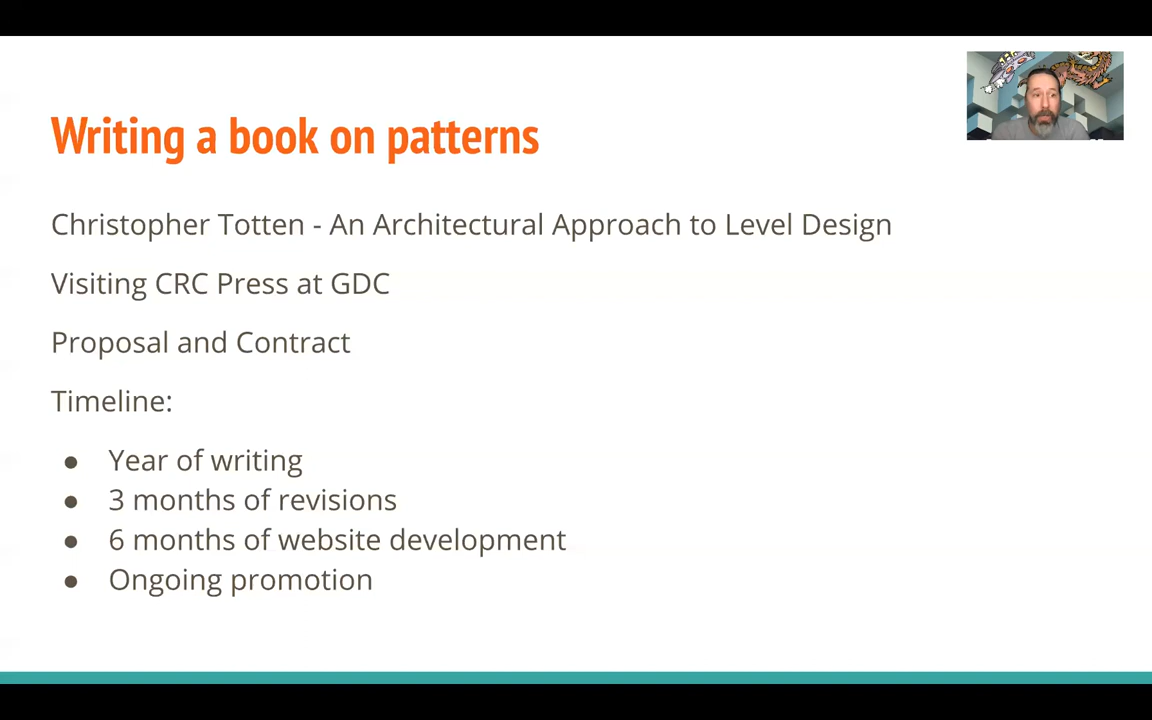 Writing a book on patterns
Christopher Totten - An Architectural Approach to Level Design
Visiting CRC Press at GDC
Proposal and Contract
Timeline:
● Year of writing
● 3 months of revisions
● 6 months of website development
● Ongoing promotion